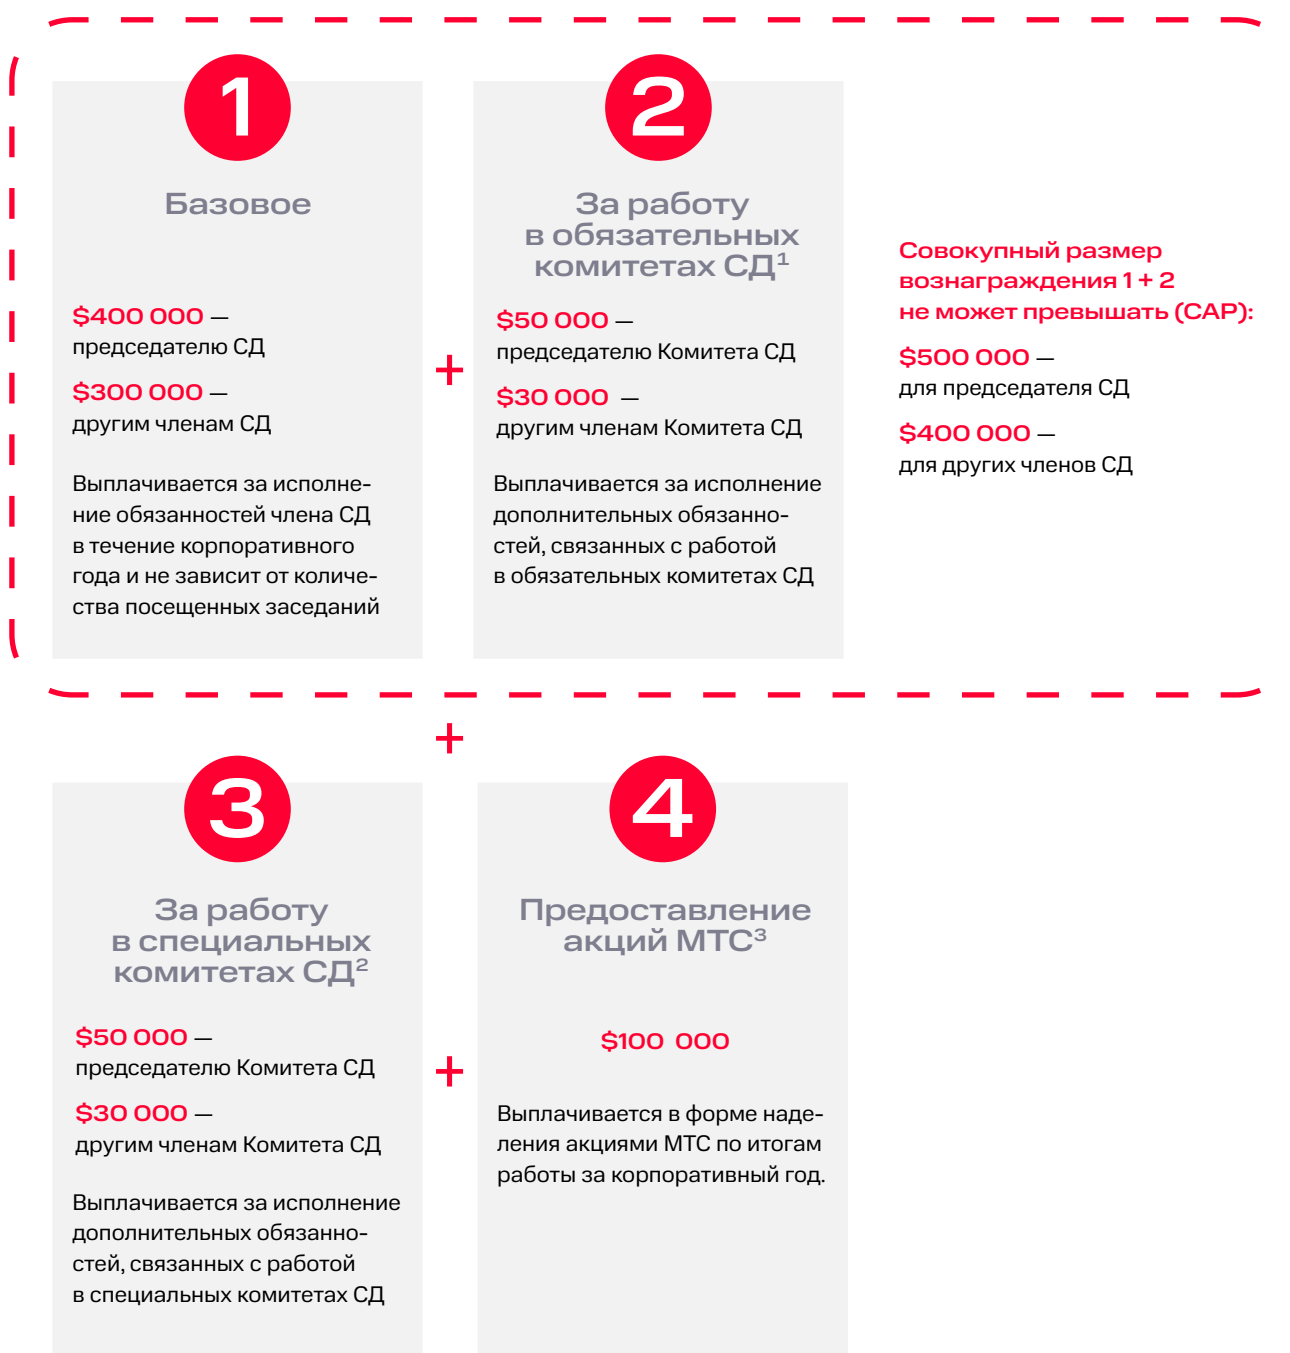 1
Базовое
$400 000 —
председателю СД
$300 000 —
другим членам СД
Выплачивается за исполне-
ние обязанностей члена СД
в течение корпоративного
года и не зависит от количе-
ства посещенных заседаний
+
2
За работу
в обязательных
комитетах СД¹
$50 000 —
председателю Комитета СД
$30 000 —
другим членам Комитета СД
Выплачивается за исполнение
дополнительных обязанно-
стей, связанных с работой
в обязательных комитетах СД
Совокупный размер
вознаграждения 1 + 2
не может превышать (CAP):
$500 000 —
для председателя СД
$400 000 —
для других членов СД
+
3
За работу
в специальных
комитетах СД²
$50 000 —
председателю Комитета СД
$30 000 —
другим членам Комитета СД
Выплачивается за исполнение
дополнительных обязанно-
стей, связанных с работой
в специальных комитетах СД
+
4
Предоставление
акций МТС³
$100 000
Выплачивается в форме наде-
ления акциями МТС по итогам
работы за корпоративный год.